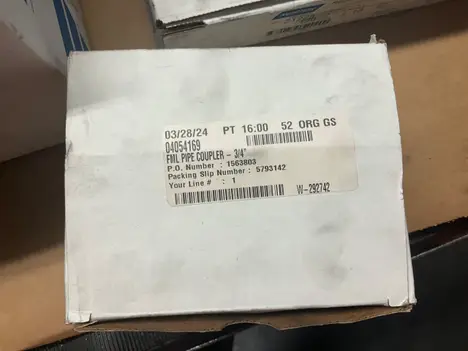 03/28/24 PT 16:00 52 ORG GS
04054169
FML PIPE COUPLER - 3/4"
P.O. Number : 1563803
Packing Slip Number : 5793142
Your Line # : 1
W-292742